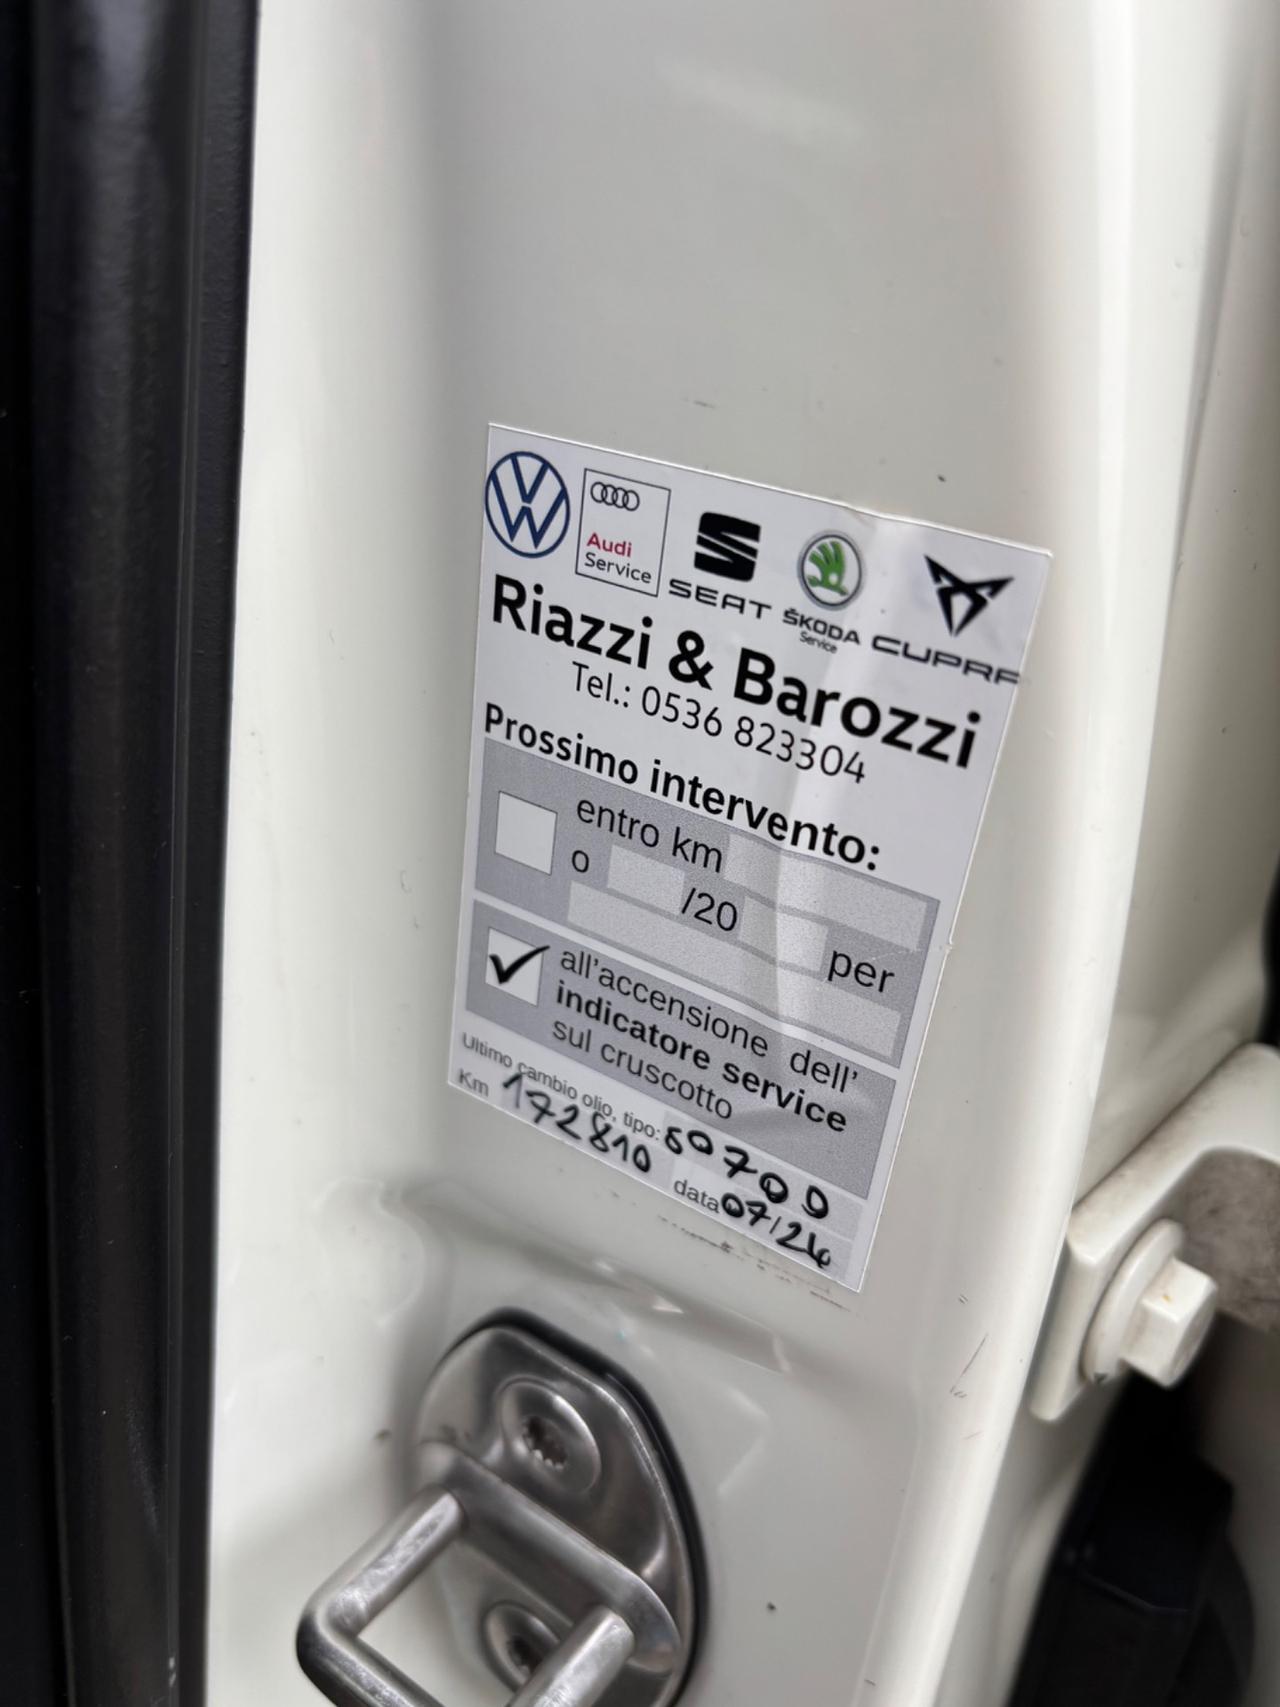 Audi
Service
SEAT
ŠKODA
Service
CUPRA
Riazzi & Barozzi
Tel.: 0536 823304
Prossimo intervento:
entro km
o /20 per
all'accensione dell'
indicatore service
sul cruscotto
Ultimo cambio olio, tipo: 50700
Km 172810 data 07/24